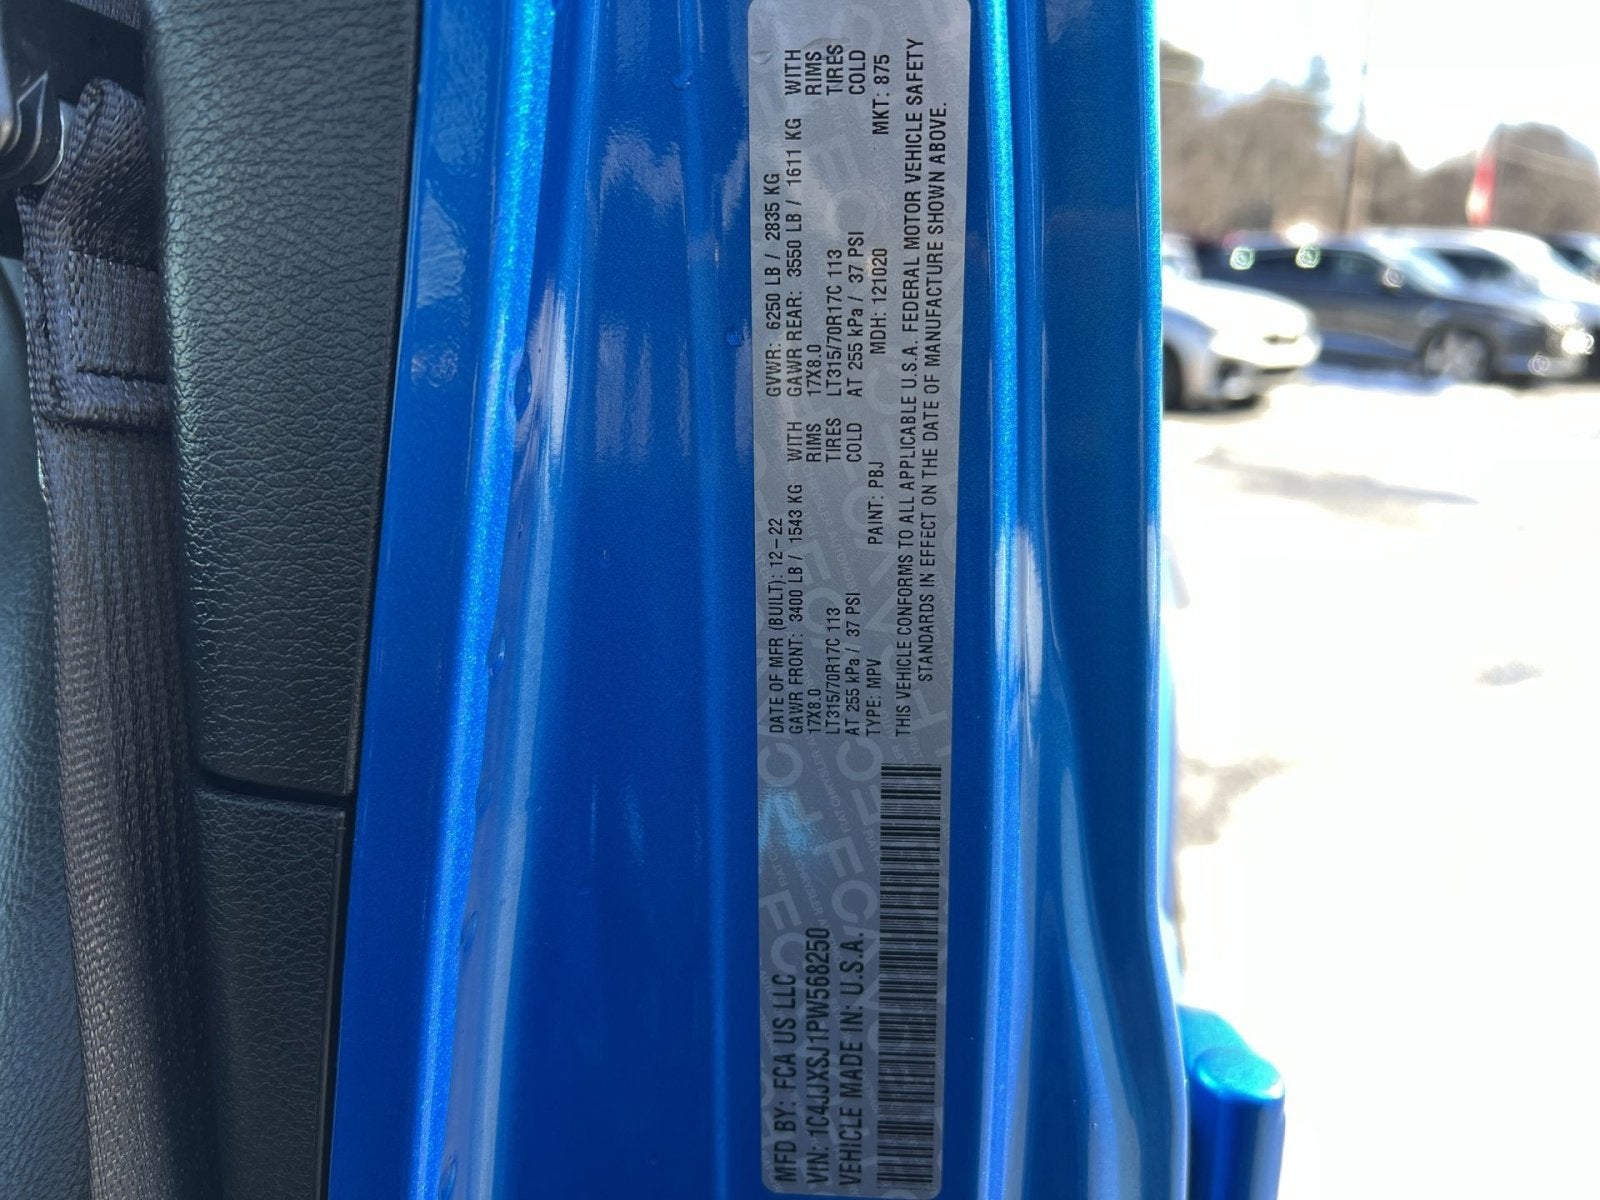 MFD BY: FCA US LLC
VIN: 1C4JJXSJ1PW568250
VEHICLE MADE IN: U.S.A.
DATE OF MFR (BUILT): 12-22 GVWR: 6250 LB / 2835 KG
GAWR FRONT: 3400 LB / 1543 KG WITH GAWR REAR: 3550 LB / 1611 KG WITH
17X8.0 RIMS 17X8.0 RIMS
LT315/70R17C 113 TIRES LT315/70R17C 113 TIRES
AT 255 kPa / 37 PSI COLD AT 255 kPa / 37 PSI COLD
TYPE: MPV PAINT: PBJ MDH: 121020 MKT: 875
THIS VEHICLE CONFORMS TO ALL APPLICABLE U.S.A. FEDERAL MOTOR VEHICLE SAFETY
STANDARDS IN EFFECT ON THE DATE OF MANUFACTURE SHOWN ABOVE.